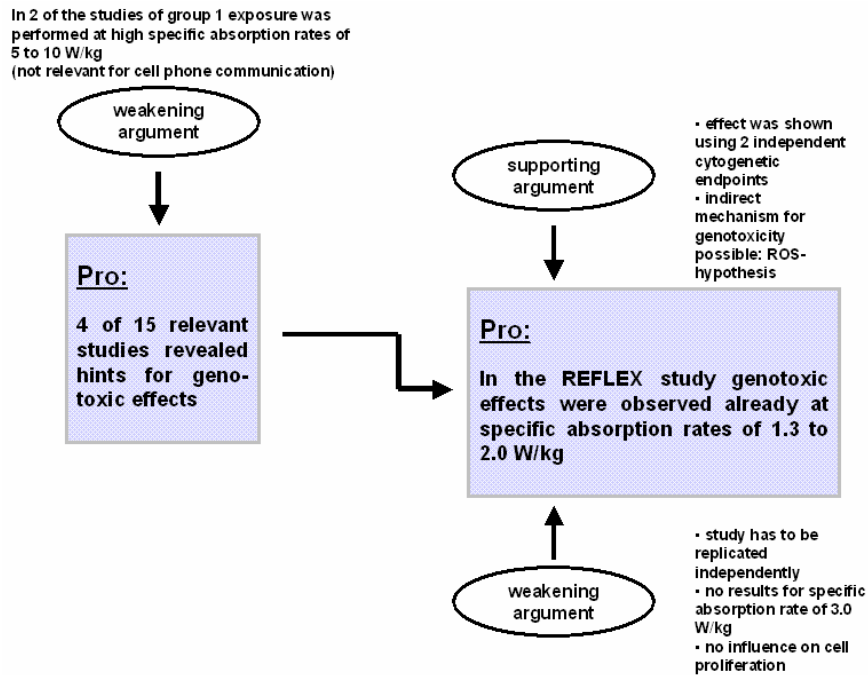 In 2 of the studies of group 1 exposure was
performed at high specific absorption rates of
5 to 10 W/kg
(not relevant for cell phone communication)
weakening
argument
Pro:
4 of 15 relevant
studies revealed
hints for geno-
toxic effects
supporting
argument
▪ effect was shown
using 2 independent
cytogenetic
endpoints
▪ indirect
mechanism for
genotoxicity
possible: ROS-
hypothesis
Pro:
In the REFLEX study genotoxic
effects were observed already at
specific absorption rates of 1.3 to
2.0 W/kg
weakening
argument
▪ study has to be
replicated
independently
▪ no results for specific
absorption rate of 3.0
W/kg
▪ no influence on cell
proliferation